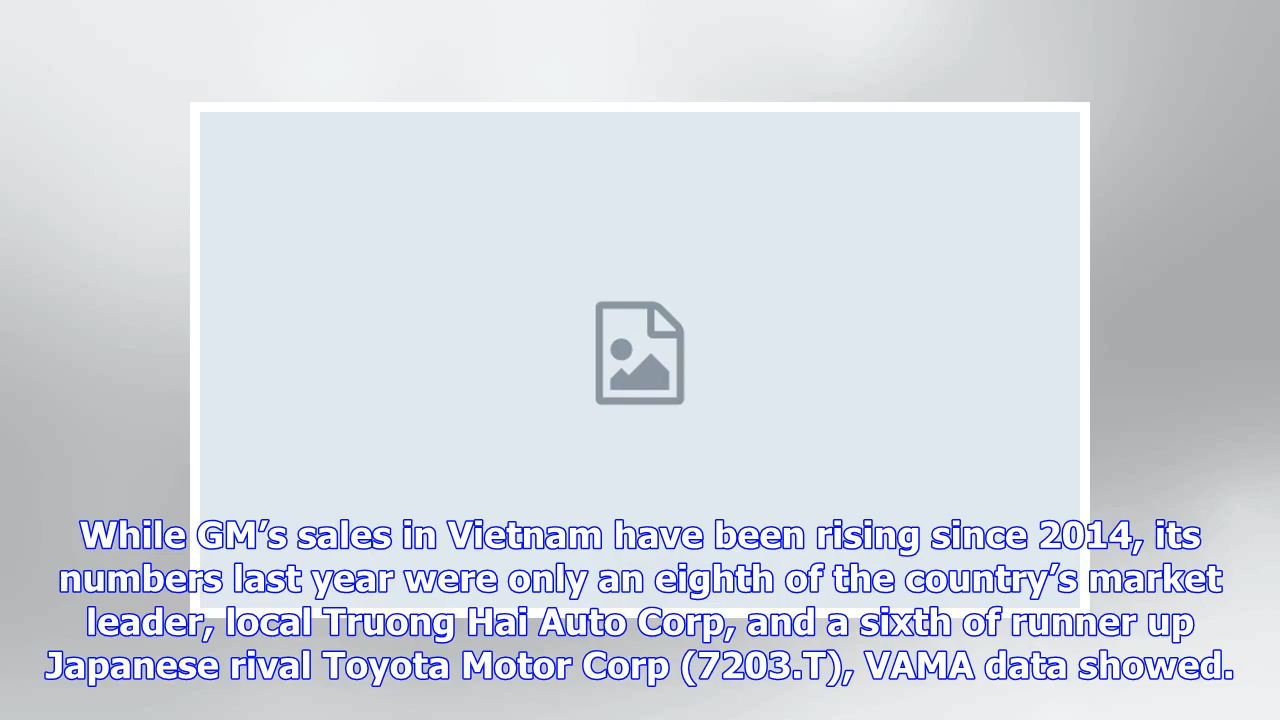 While GM’s sales in Vietnam have been rising since 2014, its
numbers last year were only an eighth of the country’s market
leader, local Truong Hai Auto Corp, and a sixth of runner up
Japanese rival Toyota Motor Corp (7203.T), VAMA data showed.